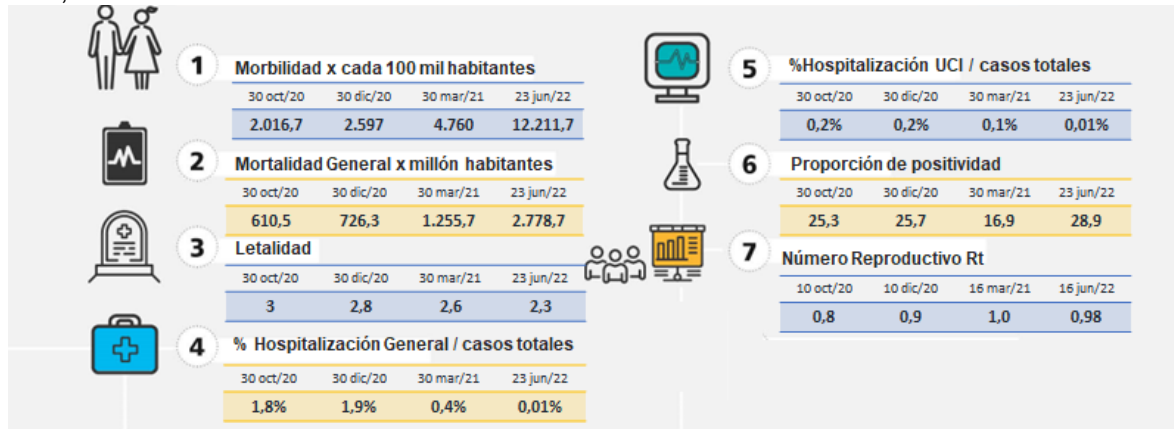 1
Morbilidad x cada 100 mil habitantes
30 oct/20 30 dic/20 30 mar/21 23 jun/22
2.016,7 2.597 4.760 12.211,7
2
Mortalidad General x millón habitantes
30 oct/20 30 dic/20 30 mar/21 23 jun/22
610,5 726,3 1.255,7 2.778,7
3
Letalidad
30 oct/20 30 dic/20 30 mar/21 23 jun/22
3 2,8 2,6 2,3
4
% Hospitalización General / casos totales
30 oct/20 30 dic/20 30 mar/21 23 jun/22
1,8% 1,9% 0,4% 0,01%
5
%Hospitalización UCI / casos totales
30 oct/20 30 dic/20 30 mar/21 23 jun/22
0,2% 0,2% 0,1% 0,01%
6
Proporción de positividad
30 oct/20 30 dic/20 30 mar/21 23 jun/22
25,3 25,7 16,9 28,9
7
Número Reproductivo Rt
10 oct/20 10 dic/20 16 mar/21 16 jun/22
0,8 0,9 1,0 0,98